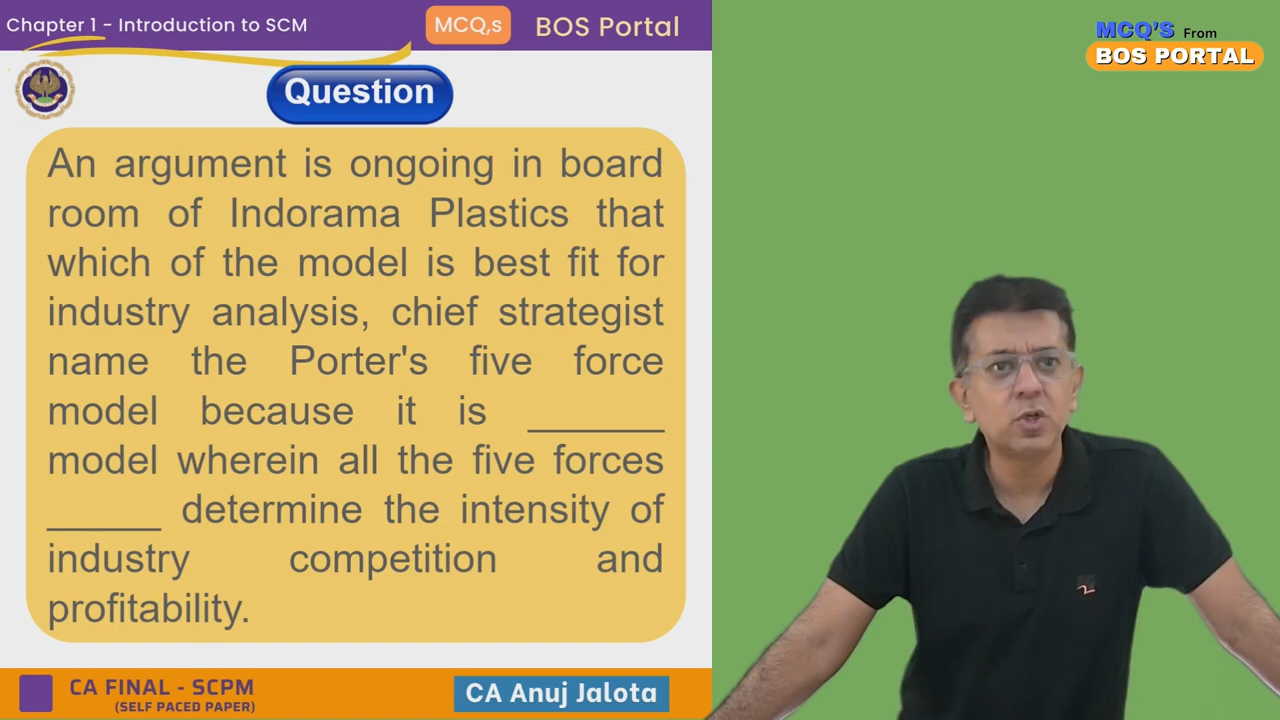 Chapter 1 - Introduction to SCM
MCQ,s
BOS Portal
MCQ'S From
BOS PORTAL
Question
An argument is ongoing in board
room of Indorama Plastics that
which of the model is best fit for
industry analysis, chief strategist
name the Porter's five force
model because it is ______
model wherein all the five forces
_____ determine the intensity of
industry competition and
profitability.
CA FINAL - SCPM
(SELF PACED PAPER)
CA Anuj Jalota